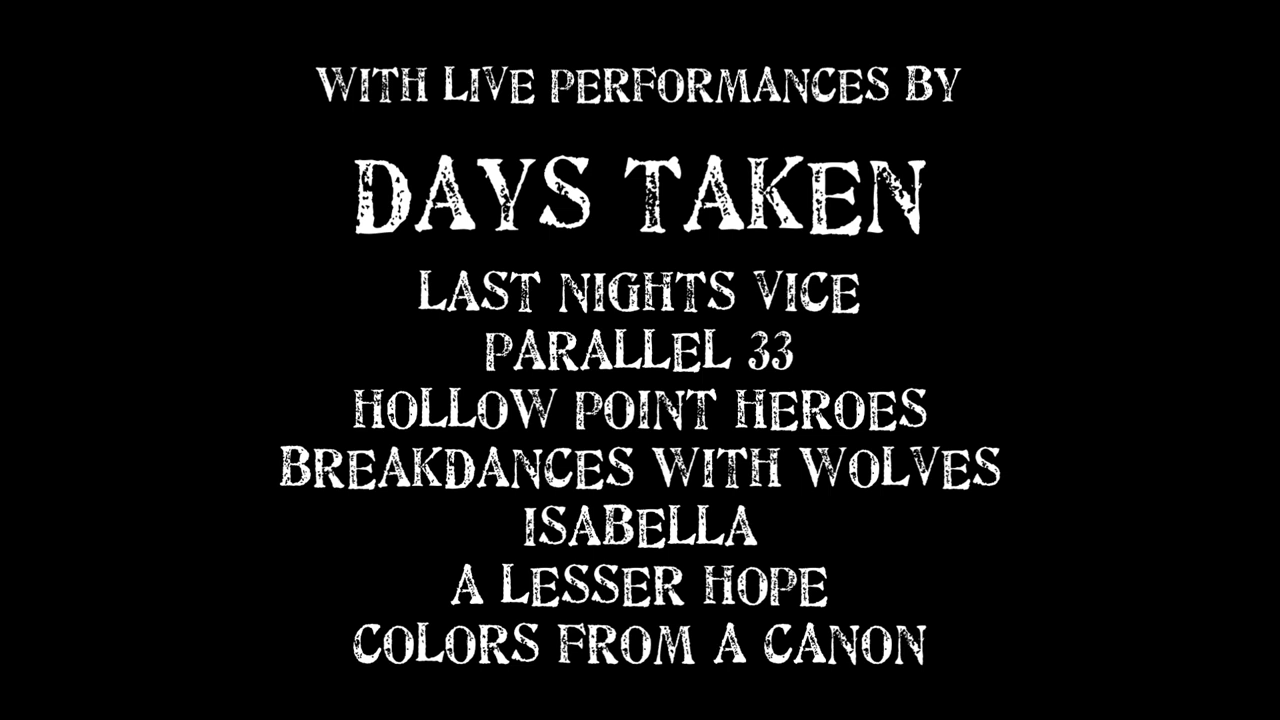 WITH LIVE PERFORMANCES BY
DAYS TAKEN
LAST NIGHTS VICE
PARALLEL 33
HOLLOW POINT HEROES
BREAKDANCES WITH WOLVES
ISABELLA
A LESSER HOPE
COLORS FROM A CANON